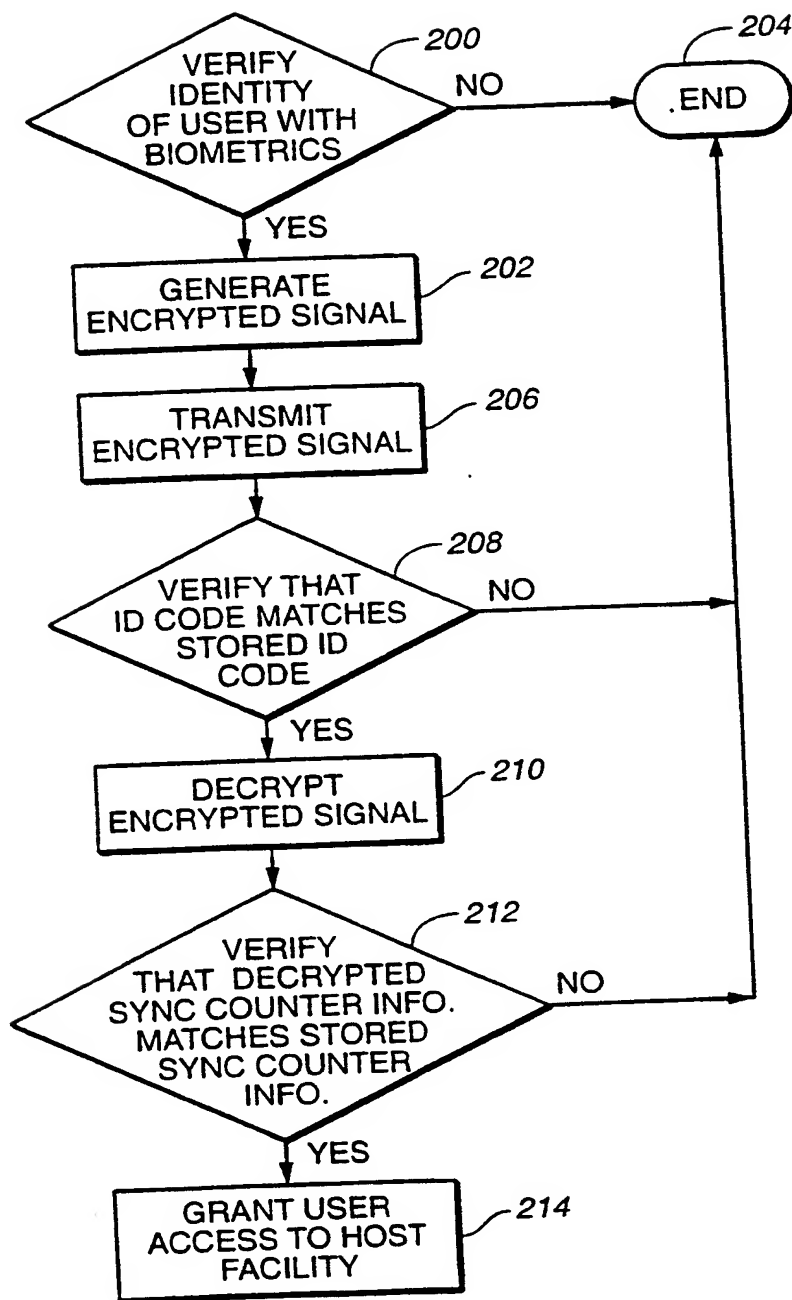 200
VERIFY
IDENTITY
OF USER WITH
BIOMETRICS
NO
204
.END
YES
GENERATE
ENCRYPTED SIGNAL
202
TRANSMIT
ENCRYPTED SIGNAL
206
208
VERIFY THAT
ID CODE MATCHES
STORED ID
CODE
NO
YES
DECRYPT
ENCRYPTED SIGNAL
210
212
VERIFY
THAT DECRYPTED
SYNC COUNTER INFO.
MATCHES STORED
SYNC COUNTER
INFO.
NO
YES
GRANT USER
ACCESS TO HOST
FACILITY
214